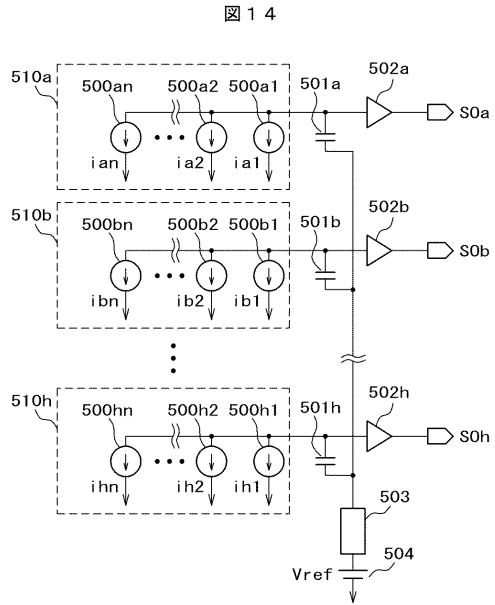 図14
510a
500an 500a2 500a1 501a 502a
S0a
ian ia2 ia1
510b
500bn 500b2 500b1 501b 502b
S0b
ibn ib2 ib1
510h
500hn 500h2 500h1 501h 502h
S0h
ihn ih2 ih1
503
504
Vref